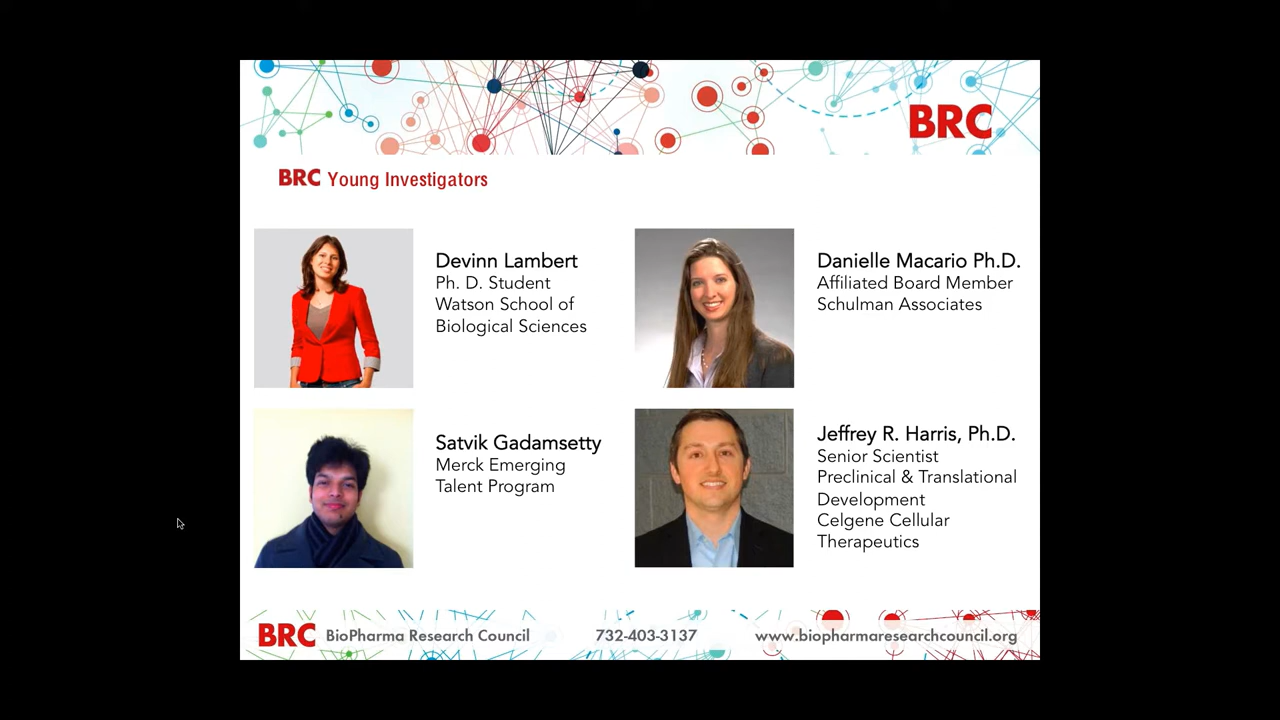 BRC
BRC Young Investigators
Devinn Lambert
Ph. D. Student
Watson School of
Biological Sciences
Danielle Macario Ph.D.
Affiliated Board Member
Schulman Associates
Satvik Gadamsetty
Merck Emerging
Talent Program
Jeffrey R. Harris, Ph.D.
Senior Scientist
Preclinical & Translational
Development
Celgene Cellular
Therapeutics
BRC BioPharma Research Council 732-403-3137 www.biopharmaresearchcouncil.org